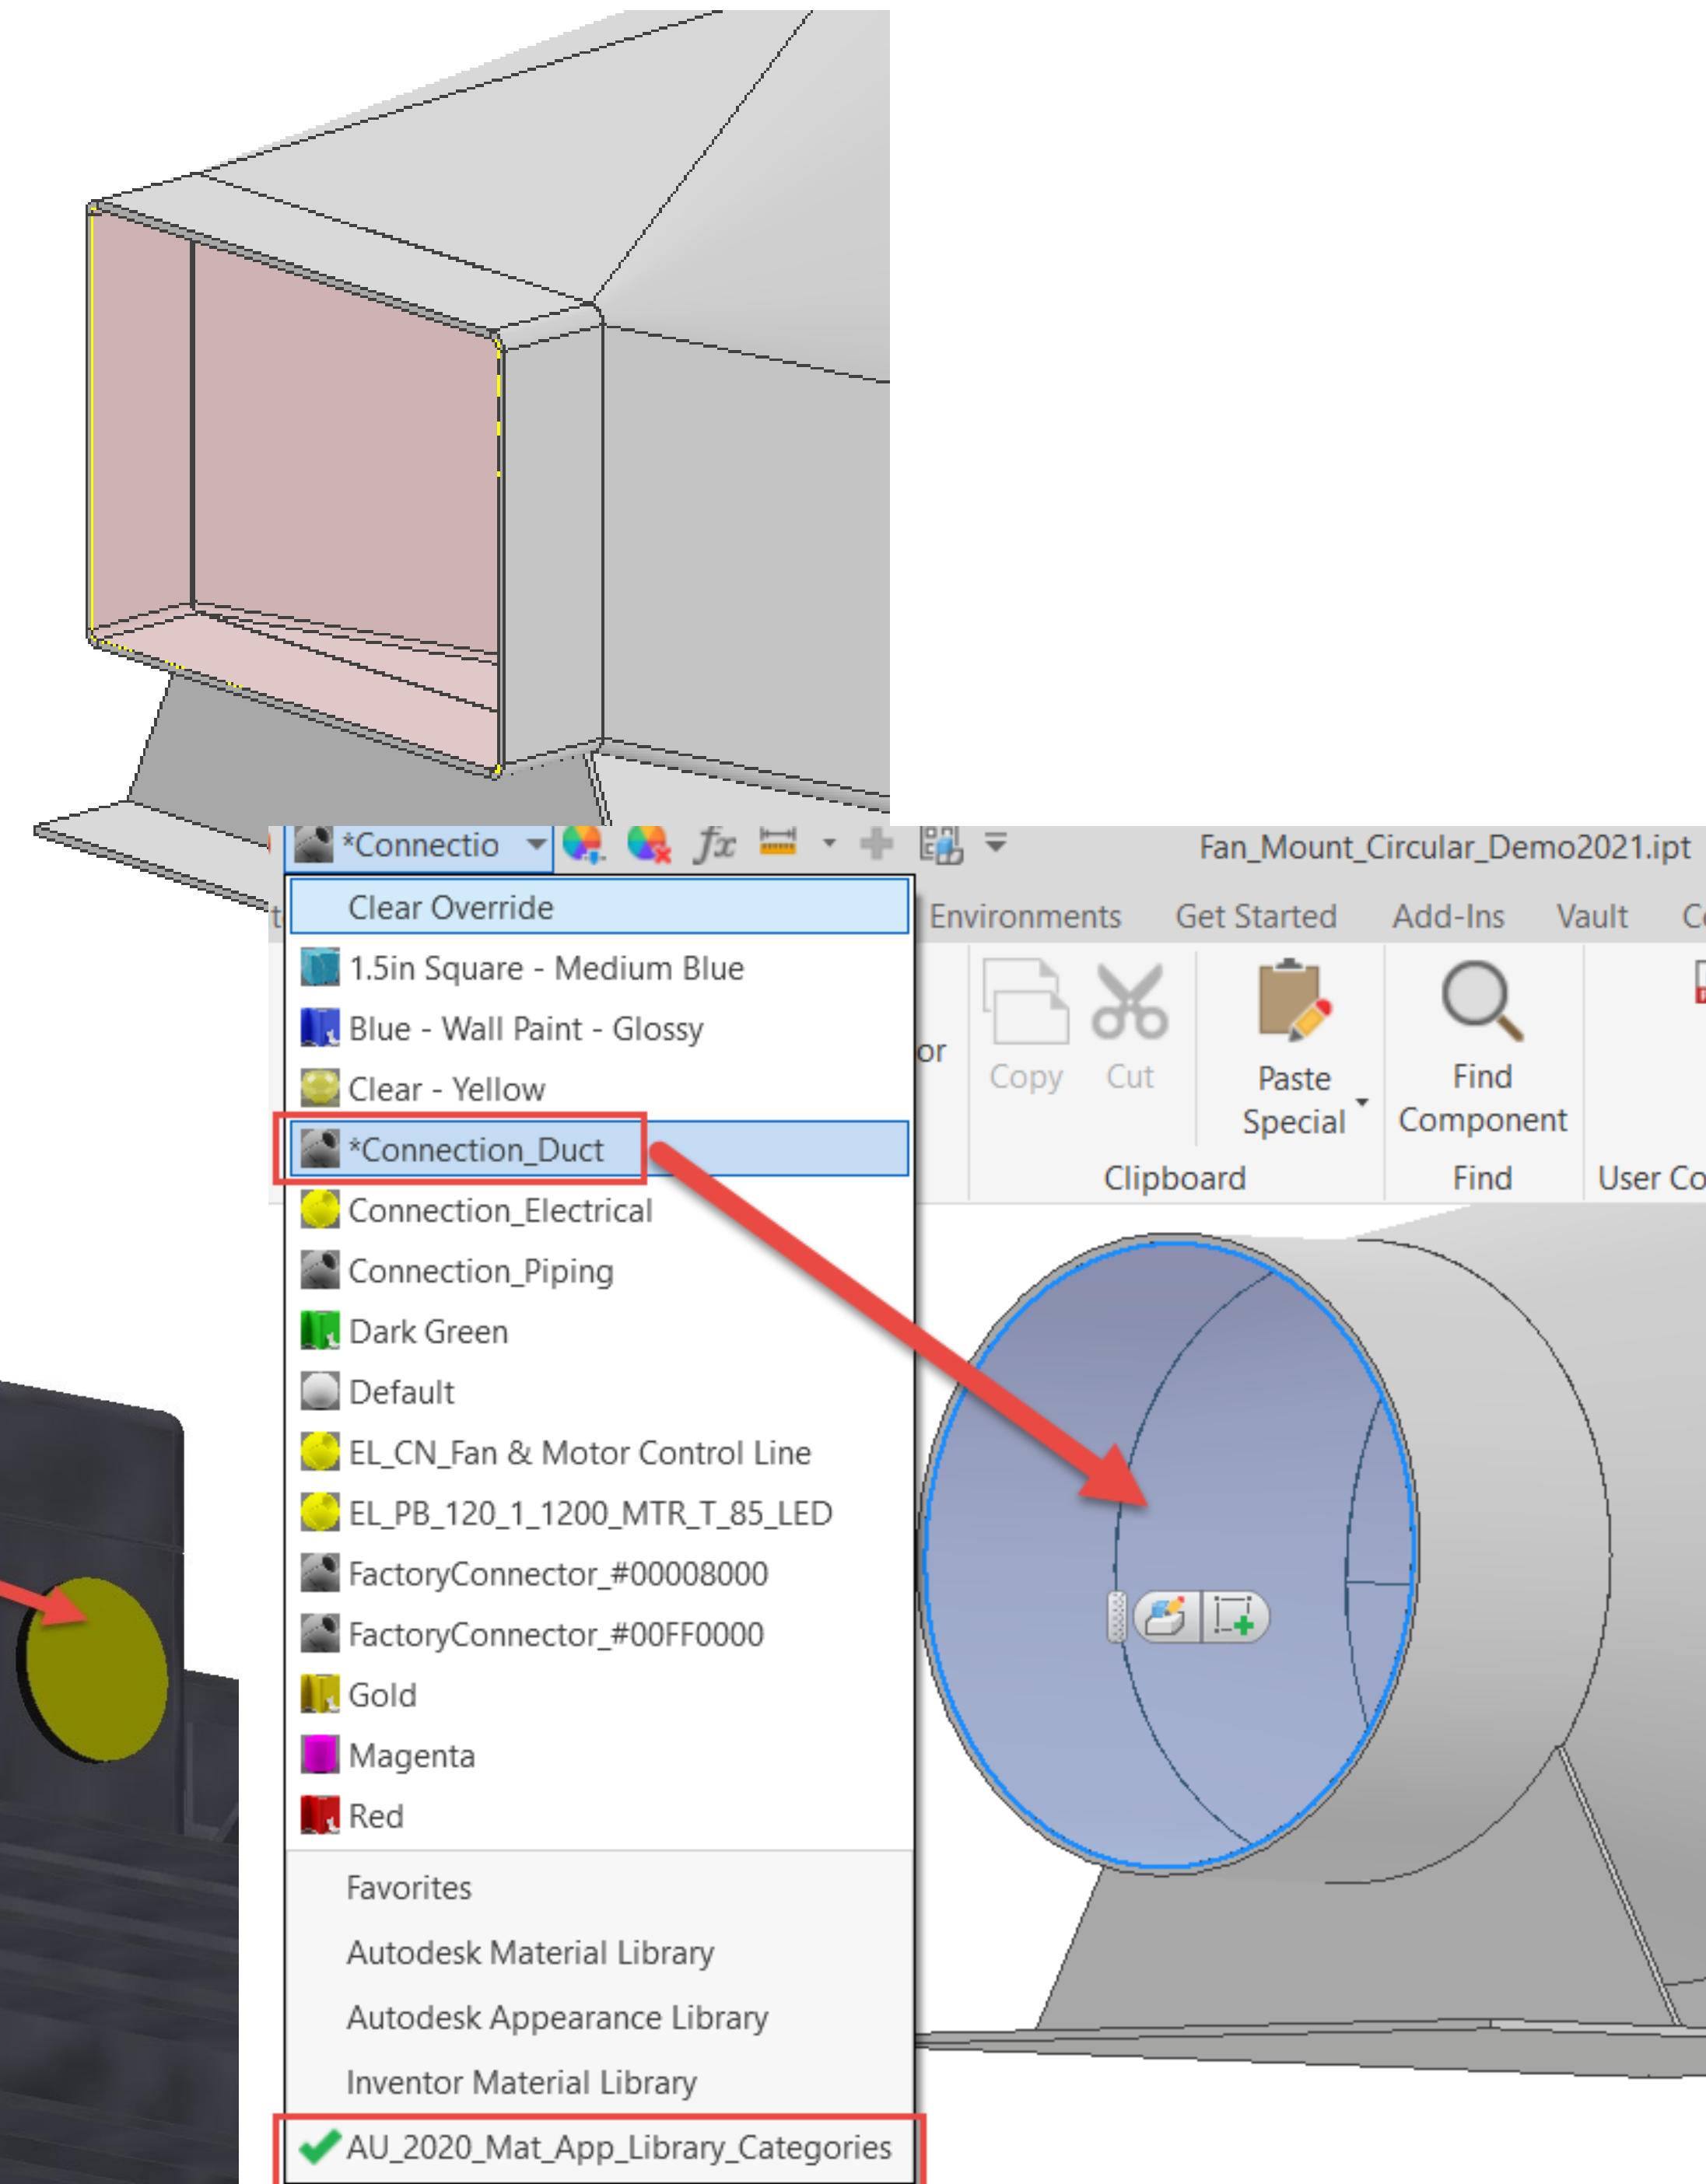 *Connectio
fx
Fan_Mount_Circular_Demo2021.ipt
Clear Override
1.5in Square - Medium Blue
Blue - Wall Paint - Glossy
Clear - Yellow
*Connection_Duct
Connection_Electrical
Connection_Piping
Dark Green
Default
EL_CN_Fan & Motor Control Line
EL_PB_120_1_1200_MTR_T_85_LED
FactoryConnector_#00008000
FactoryConnector_#00FF0000
Gold
Magenta
Red
Favorites
Autodesk Material Library
Autodesk Appearance Library
Inventor Material Library
AU_2020_Mat_App_Library_Categories
Environments Get Started Add-Ins Vault
or
Copy Cut
Paste
Special
Find
Component
Clipboard
Find
User Co